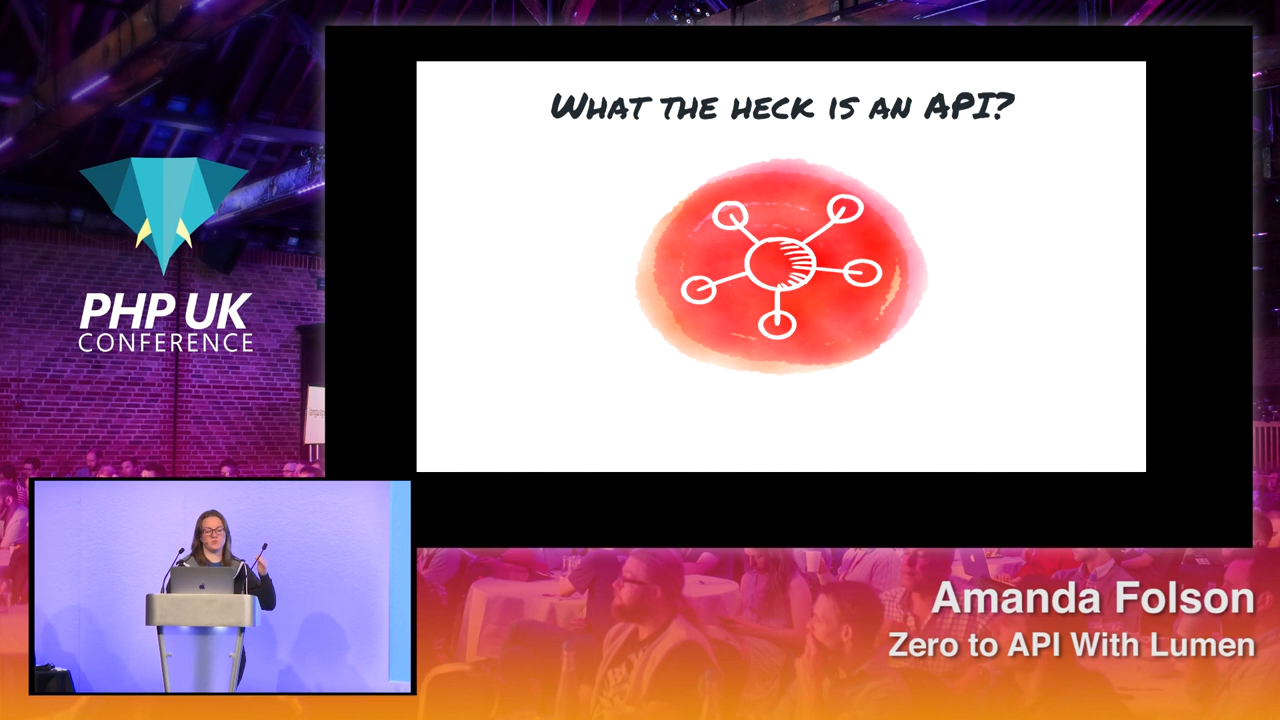 What the heck is an API?
PHP UK
CONFERENCE
Amanda Folson
Zero to API With Lumen